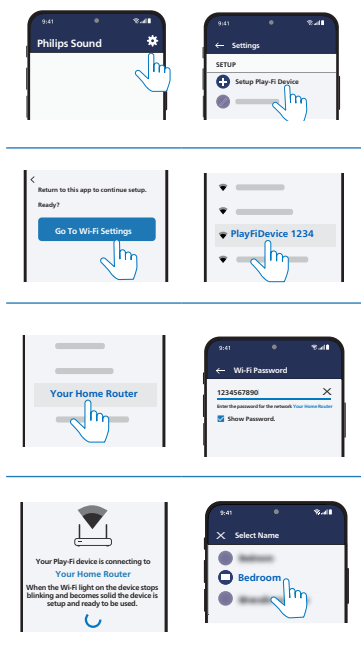 9:41
Philips Sound
9:41
← Settings
SETUP
Setup Play-Fi Device
Return to this app to continue setup.
Ready?
Go To Wi-Fi Settings
PlayFiDevice 1234
Your Home Router
9:41
← Wi-Fi Password
1234567890
Enter the password for the network Your Home Router
Show Password.
Your Play-Fi device is connecting to
Your Home Router
When the Wi-Fi light on the device stops
blinking and becomes solid the device is
setup and ready to be used.
9:41
Select Name
Bedroom